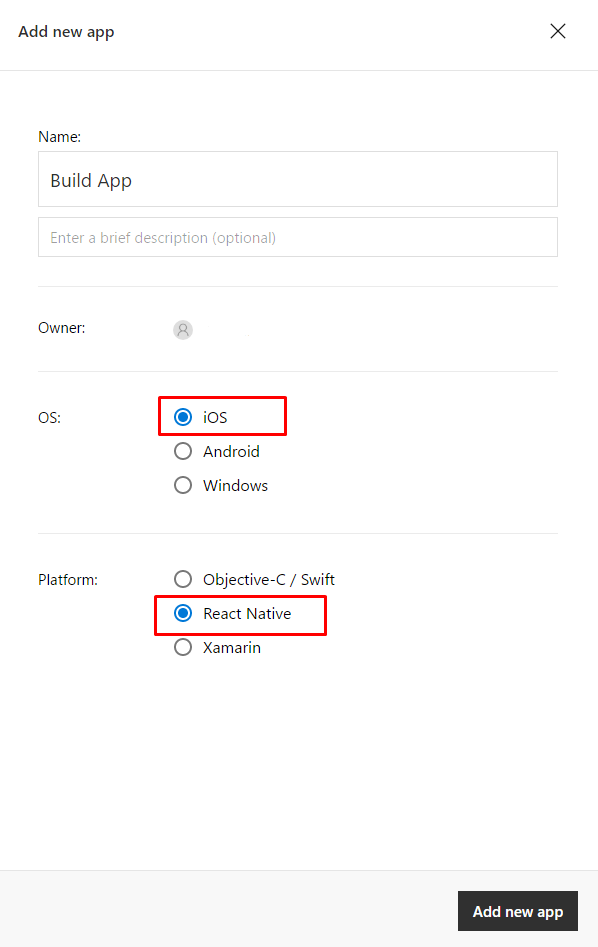 Add new app
Name:
Build App
Enter a brief description (optional)
Owner:
OS:
iOS
Android
Windows
Platform:
Objective-C / Swift
React Native
Xamarin
Add new app